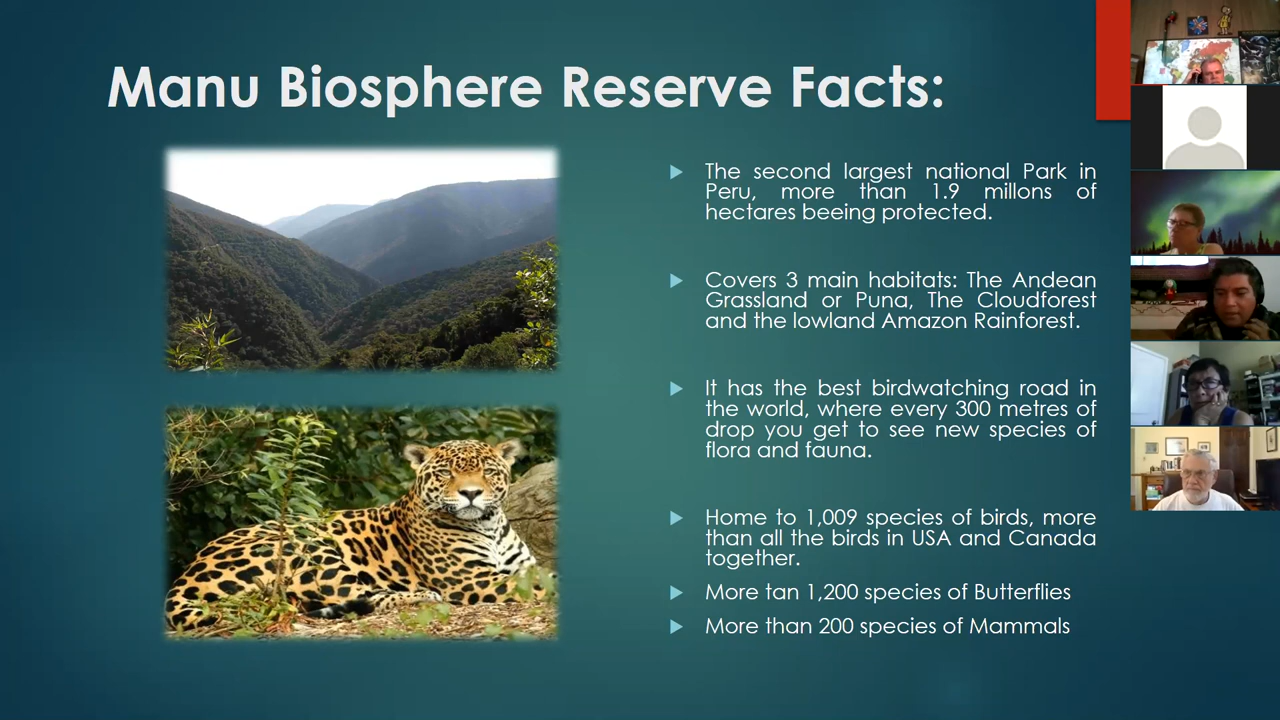 Manu Biosphere Reserve Facts:
The second largest national Park in
Peru, more than 1.9 millons of
hectares beeing protected.
Covers 3 main habitats: The Andean
Grassland or Puna, The Cloudforest
and the lowland Amazon Rainforest.
It has the best birdwatching road in
the world, where every 300 metres of
drop you get to see new species of
flora and fauna.
Home to 1,009 species of birds, more
than all the birds in USA and Canada
together.
More tan 1,200 species of Butterflies
More than 200 species of Mammals